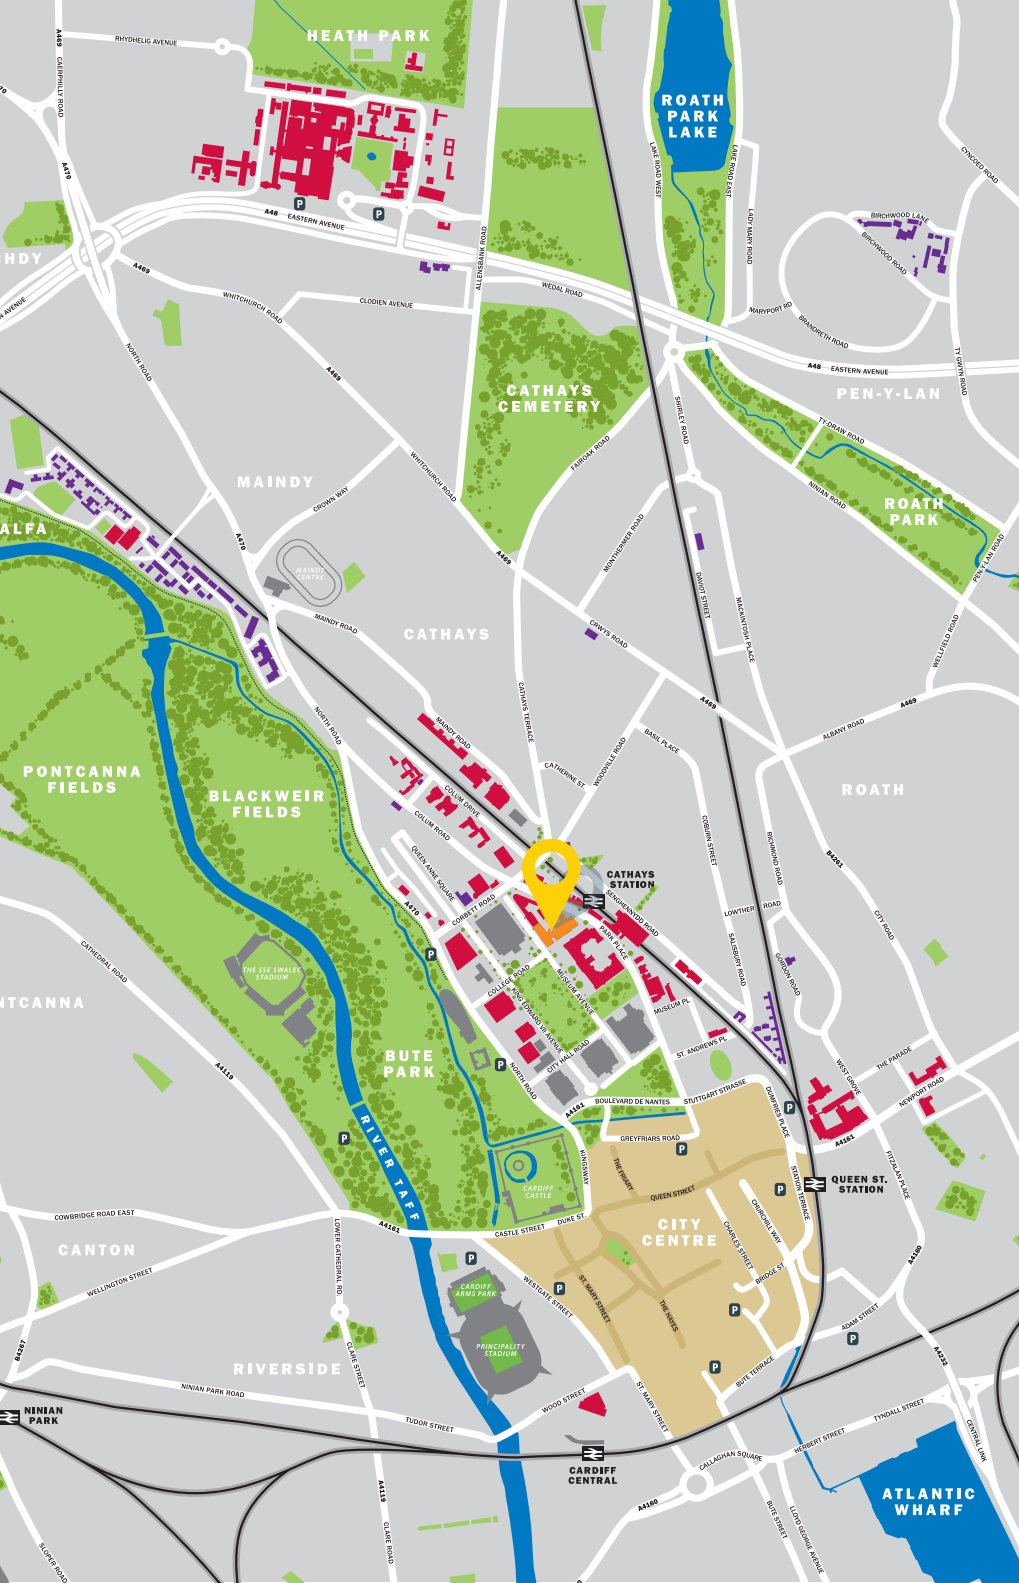 HEATH PARK
A469
CAERPHILLY ROAD
RHYDHELIG AVENUE
ROATH
PARK
LAKE
LAKE ROAD WEST
LAKE ROAD EAST
CYNCOED ROAD
A470
P
P
A48
EASTERN AVENUE
ALLENSBANK ROAD
LADY MARY ROAD
BIRCHWOOD LANE
BIRCHWOOD ROAD
HDY
A469
N AVENUE
WHITCHURCH ROAD
CLODIEN AVENUE
WEDAL ROAD
MARYPORT RD
BRANDRETH ROAD
NORTH ROAD
A469
A48
EASTERN AVENUE
TY GWYN ROAD
CATHAYS
CEMETERY
PEN-Y-LAN
SHIRLEY ROAD
TY-DRAW ROAD
FAIROAK ROAD
WHITCHURCH ROAD
MAINDY
CROWN WAY
NINIAN ROAD
ROATH
PARK
ALFA
A470
MONTHERMER ROAD
PEN-Y-LAN ROAD
A469
MAINDY
CENTRE
DAVIOT STREET
MACKINTOSH PLACE
MAINDY ROAD
CATHAYS
CRWYS ROAD
WELLFIELD ROAD
CATHAYS TERRACE
A469
A469
NORTH ROAD
MAINDY ROAD
BASIL PLACE
ALBANY ROAD
PONTCANNA
FIELDS
BLACKWEIR
FIELDS
CATHERINE ST.
WOODVILLE ROAD
ROATH
COLUM DRIVE
COLUM ROAD
COBURN STREET
RICHMOND ROAD
B4261
QUEEN ANNE SQUARE
CATHAYS
STATION
SENGHENNYDD ROAD
A470
CORBETT ROAD
LOWTHER ROAD
CITY ROAD
CATHEDRAL ROAD
P
PARK PLACE
SALISBURY ROAD
GORDON ROAD
THE SSE SWALEC
STADIUM
COLLEGE ROAD
MUSEUM AVENUE
KING EDWARD VII AVENUE
MUSEUM PL
NTCANNA
BUTE
PARK
P
CITY HALL ROAD
ST. ANDREWS PL
WEST GROVE
THE PARADE
NEWPORT ROAD
A4119
NORTH ROAD
A4161
BOULEVARD DE NANTES
STUTTGART STRASSE
DUMFRIES PLACE
P
P
RIVER TAFF
GREYFRIARS ROAD
P
A4161
KINGSWAY
THE FRIARY
CARDIFF
CASTLE
QUEEN STREET
P
STATION TERRACE
QUEEN ST.
STATION
FITZALAN PLACE
COWBRIDGE ROAD EAST
LOWER CATHEDRAL RD.
A4161
CASTLE STREET
DUKE ST.
CITY
CENTRE
CHARLES STREET
CHURCHILL WAY
CANTON
P
A4160
WELLINGTON STREET
CARDIFF
ARMS PARK
WESTGATE STREET
P
ST. MARY STREET
THE HAYES
BRIDGE ST
P
ADAM STREET
P
B4267
CLARE STREET
PRINCIPALITY
STADIUM
A4232
RIVERSIDE
P
BUTE TERRACE
NINIAN PARK ROAD
WOOD STREET
ST. MARY STREET
NINIAN
PARK
TUDOR STREET
TYNDALL STREET
HERBERT STREET
CENTRAL LINK
CALLAGHAN SQUARE
CARDIFF
CENTRAL
A4119
A4160
ATLANTIC
WHARF
BUTE STREET
LLOYD GEORGE AVENUE
CLARE ROAD
SLOPER ROAD